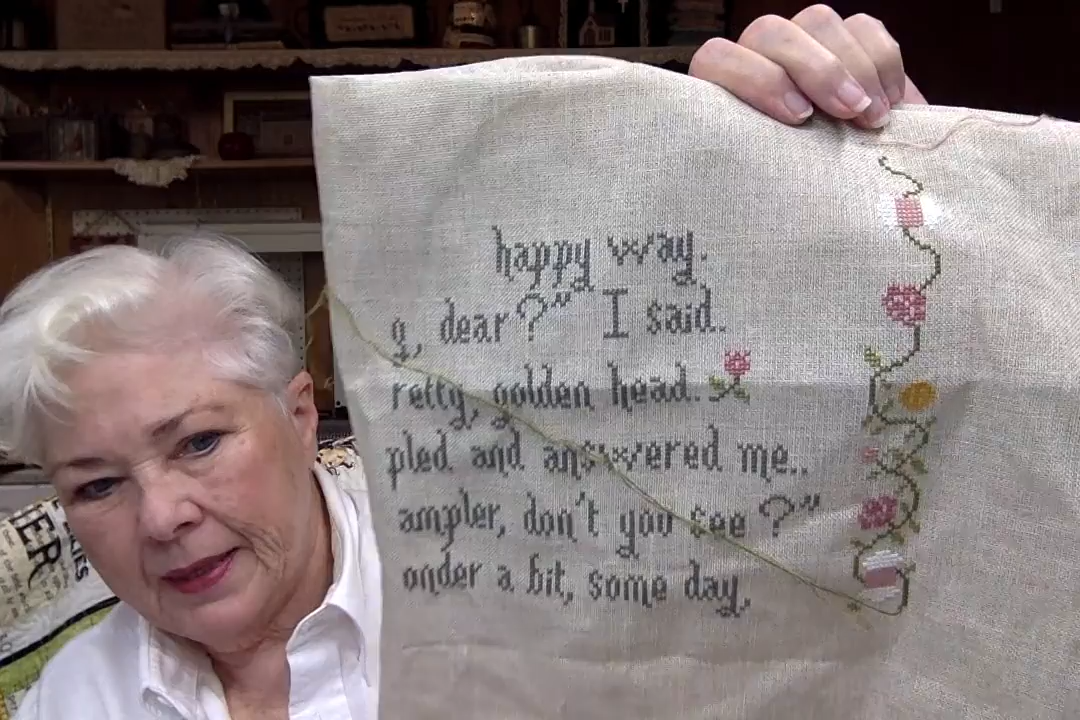 happy way.
g, dear?" I said.
retty, golden head.
pled and answered me..
ampler, don't you see?"
onder a bit, some day,
ER